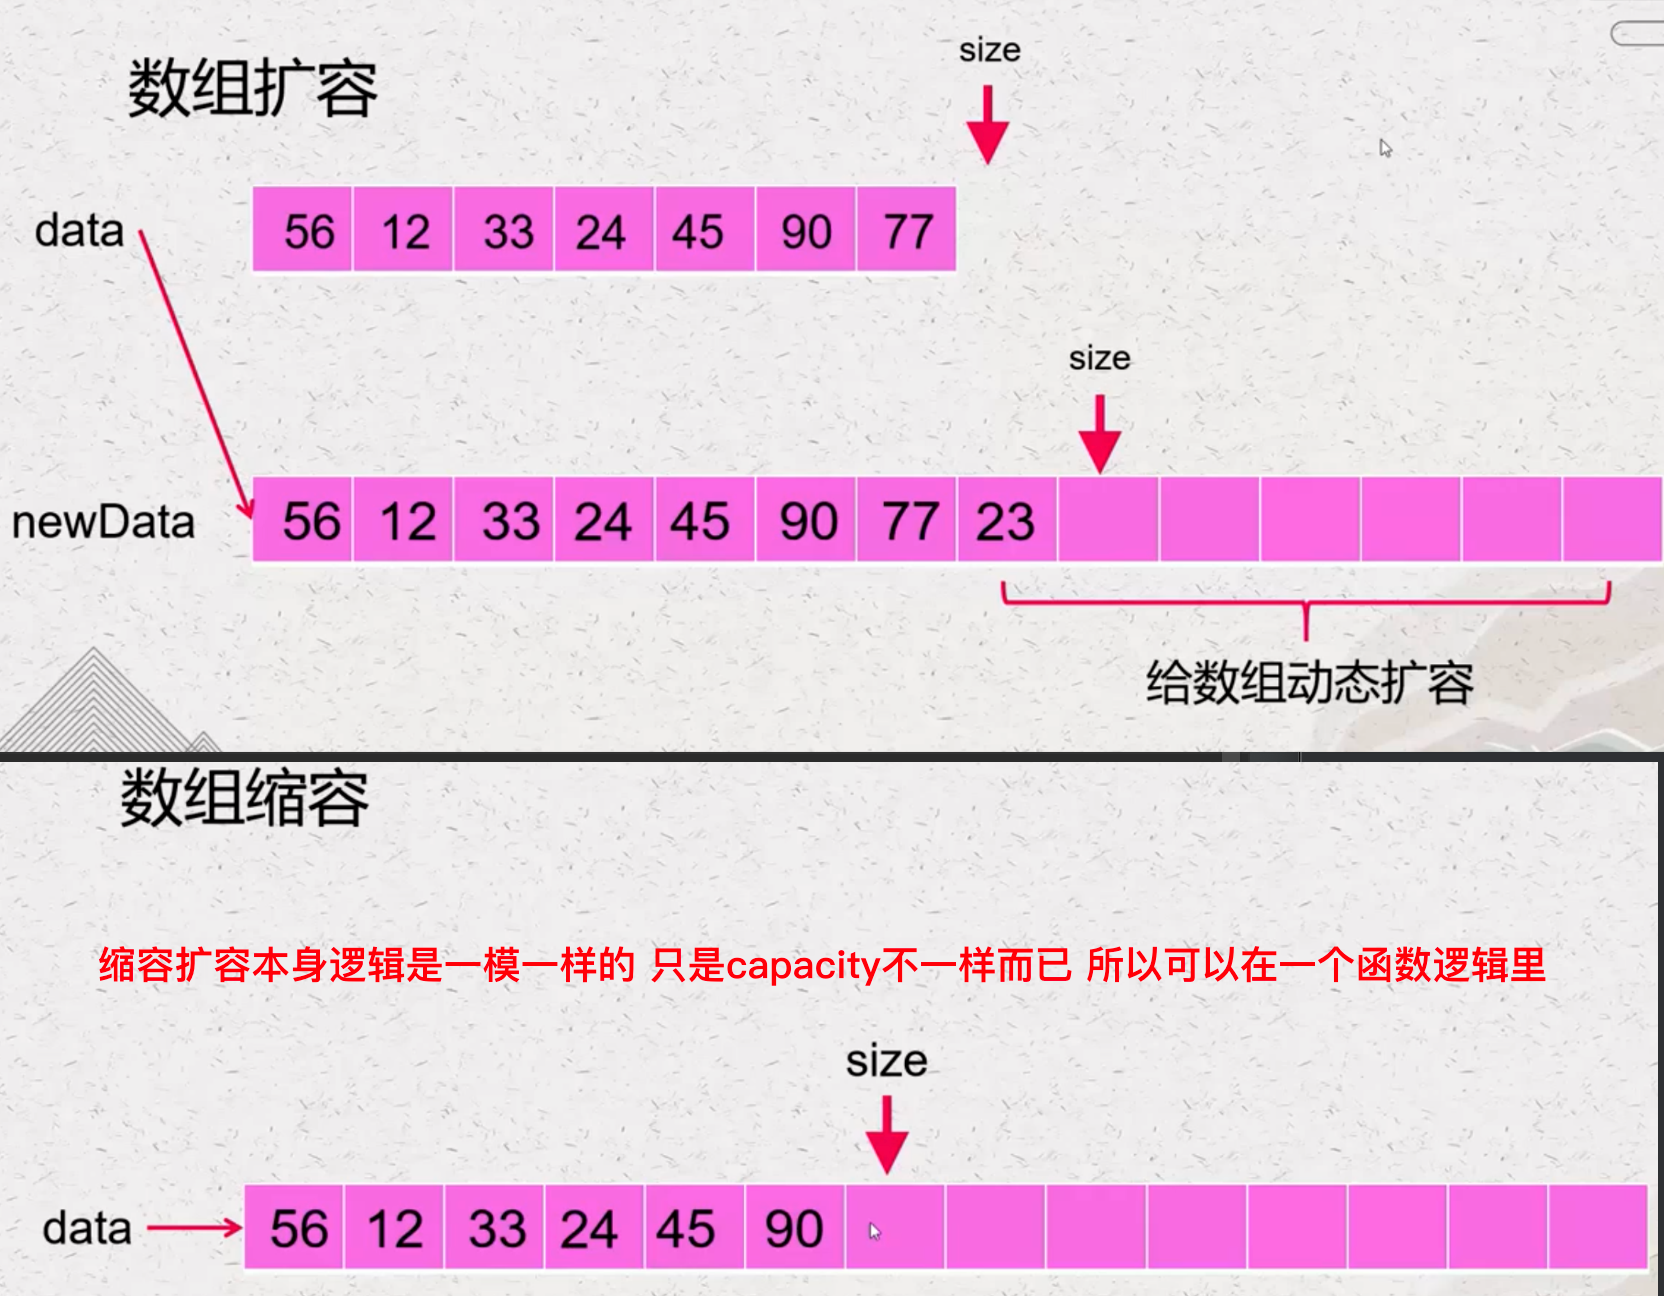 数组扩容
size
data
56 12 33 24 45 90 77
size
newData
56 12 33 24 45 90 77 23
给数组动态扩容
数组缩容
缩容扩容本身逻辑是一模一样的 只是capacity不一样而已 所以可以在一个函数逻辑里
size
data
56 12 33 24 45 90